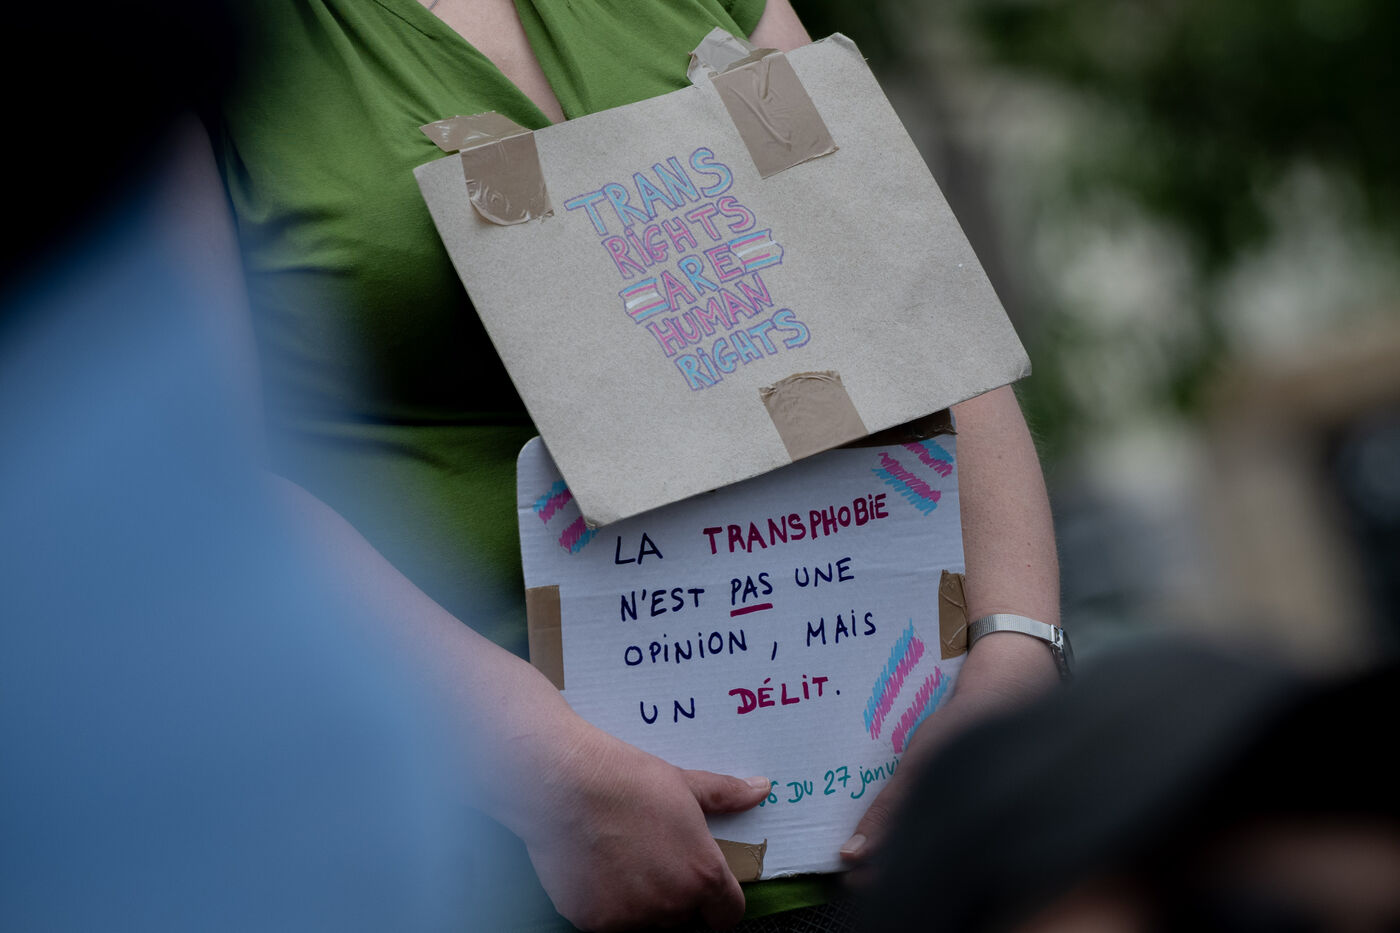 TRANS
RIGHTS
ARE
HUMAN
RIGHTS
LA TRANSPHOBIE
N'EST PAS UNE
OPINION, MAIS
UN DÉLIT.
DU 27